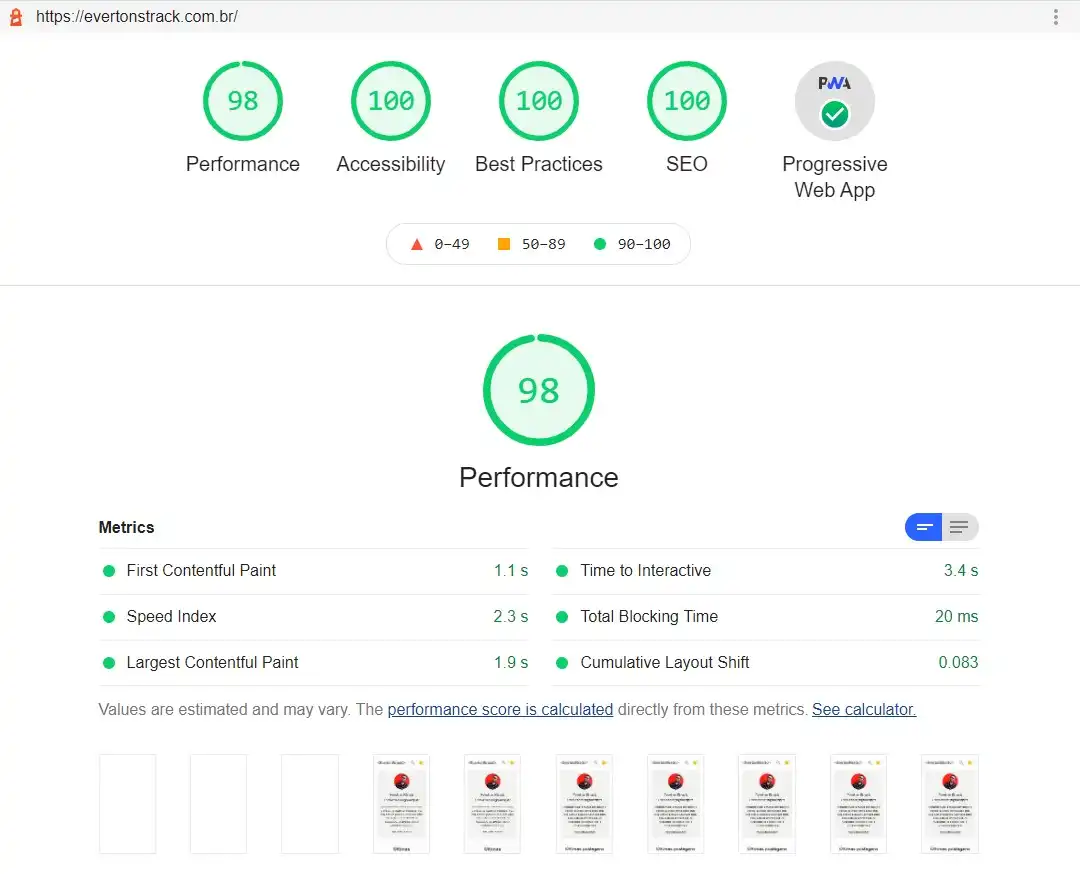 https://evertonstrack.com.br/
98 100 100 100 PWA
Performance Accessibility Best Practices SEO Progressive
Web App
0–49 50–89 90–100
98
Performance
Metrics
First Contentful Paint 1.1 s Time to Interactive 3.4 s
Speed Index 2.3 s Total Blocking Time 20 ms
Largest Contentful Paint 1.9 s Cumulative Layout Shift 0.083
Values are estimated and may vary. The performance score is calculated directly from these metrics. See calculator.